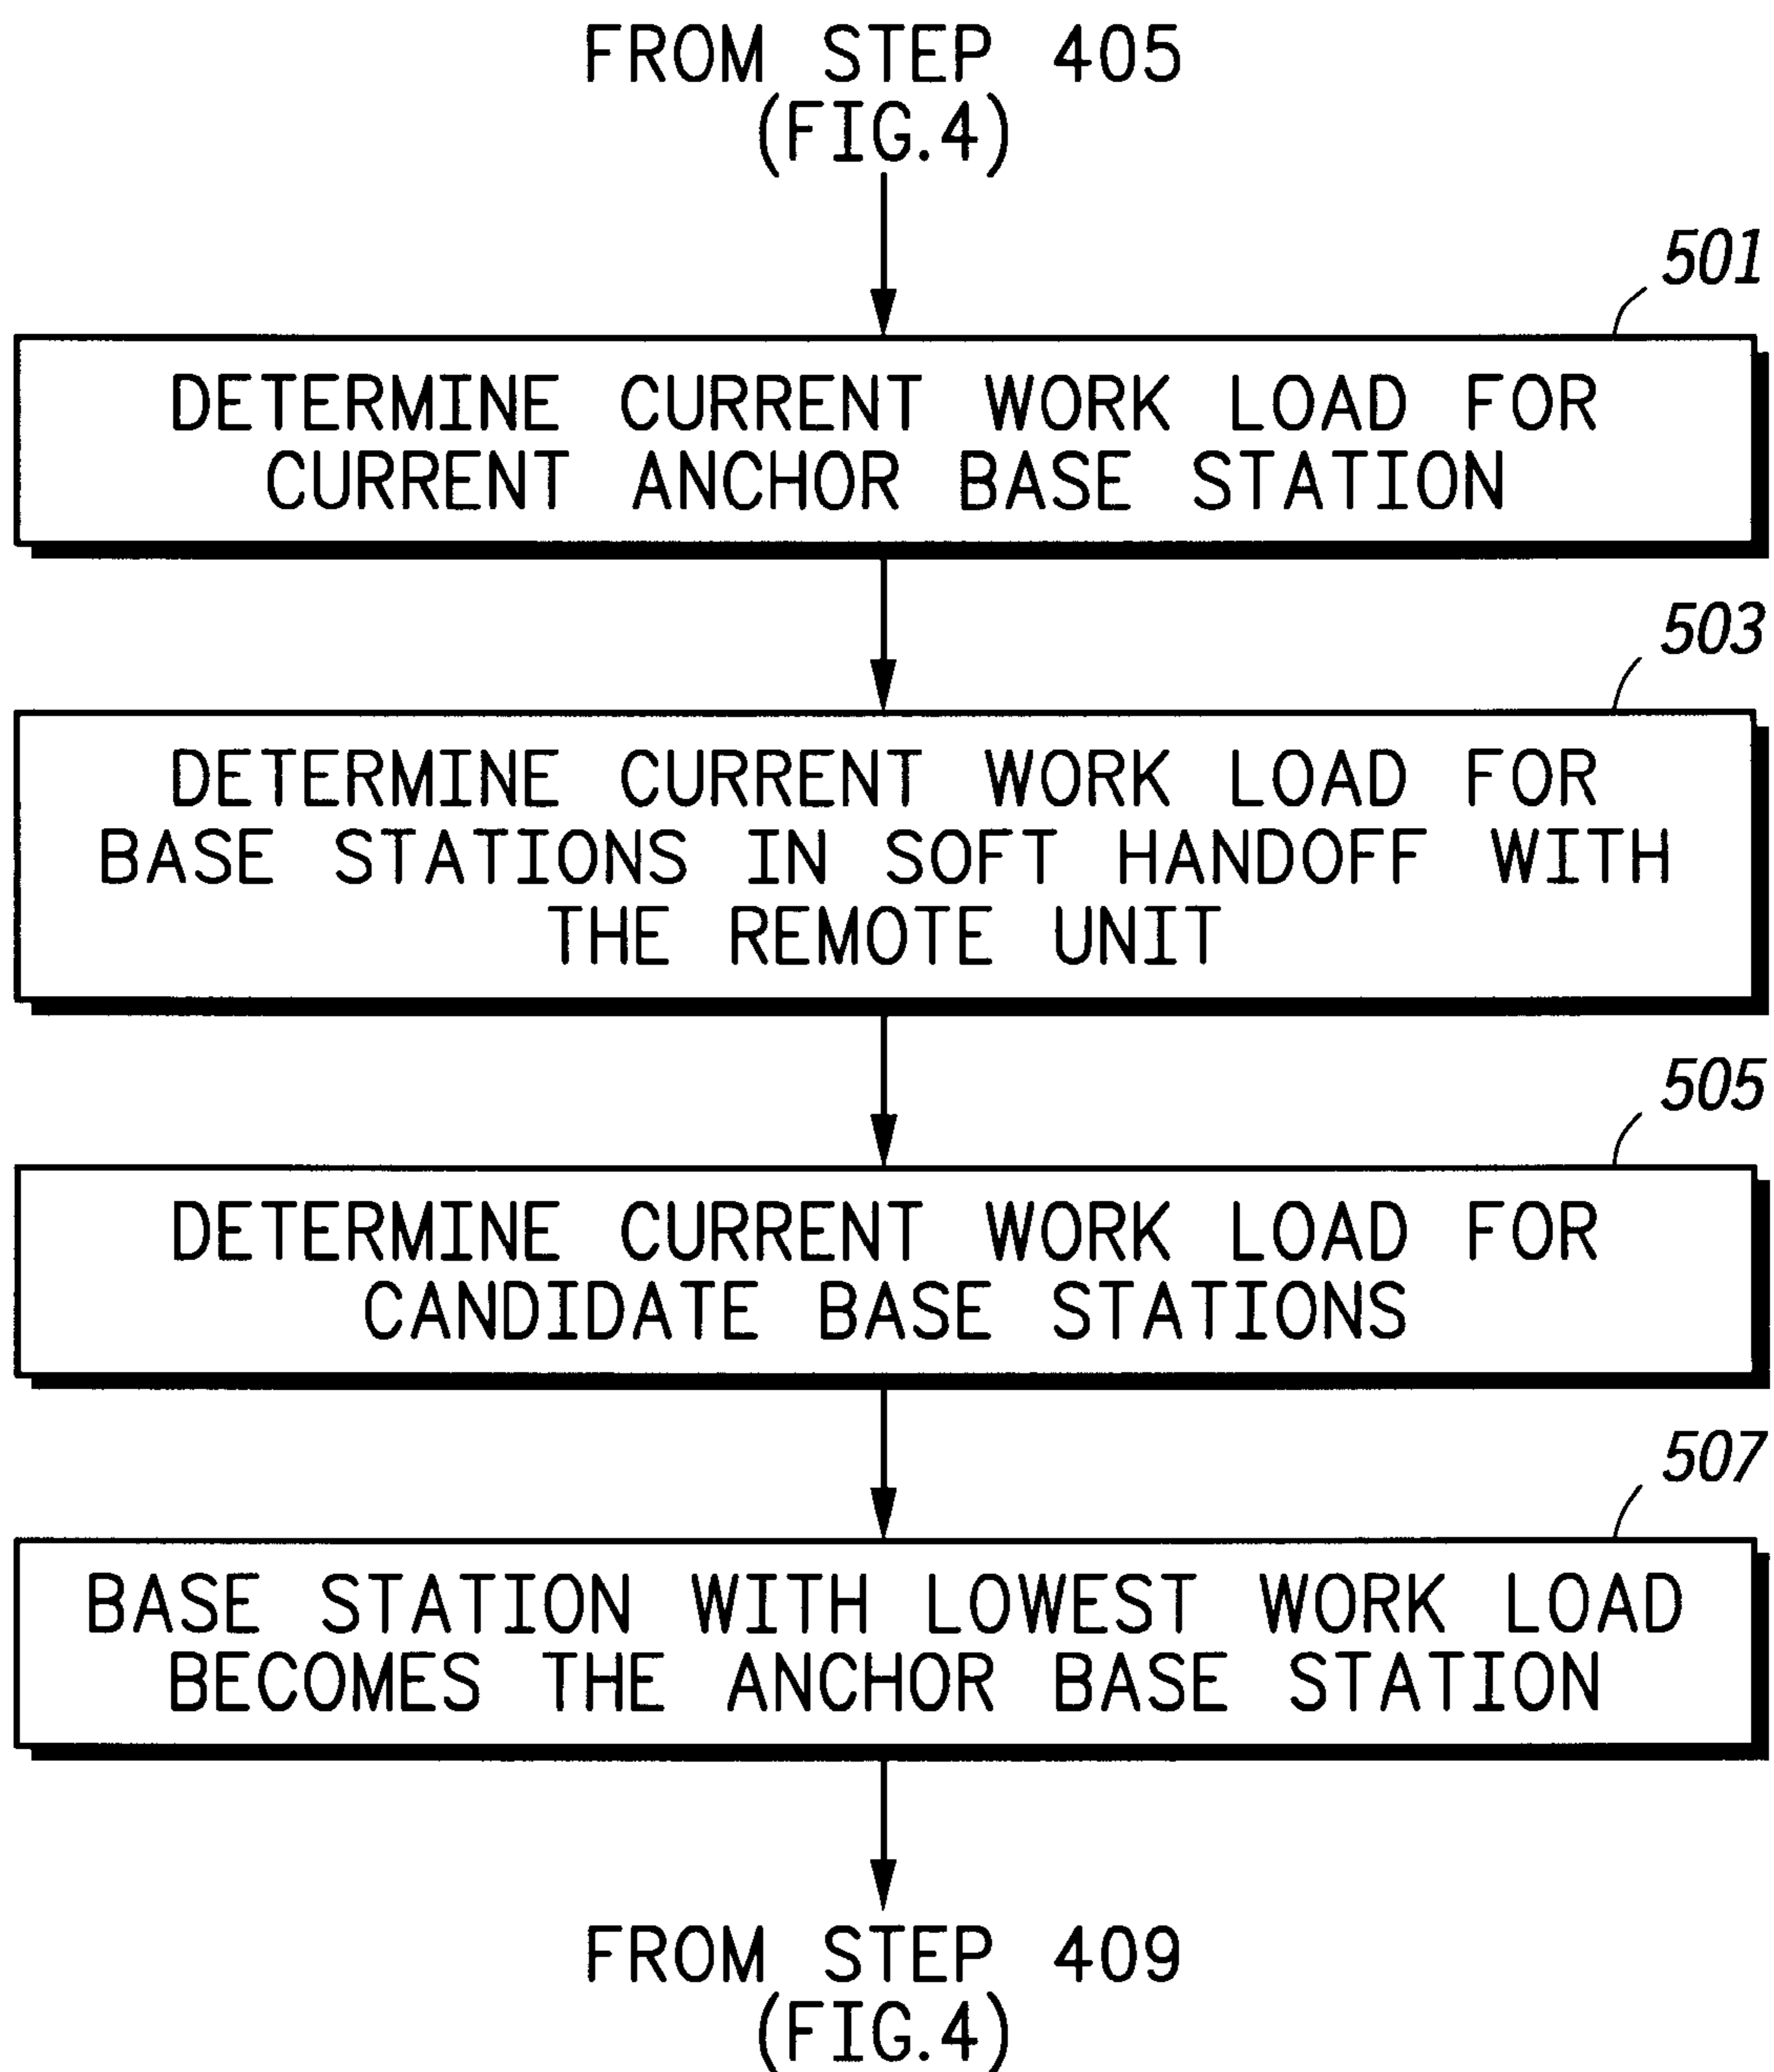 FROM STEP 405
(FIG.4)
501
DETERMINE CURRENT WORK LOAD FOR
CURRENT ANCHOR BASE STATION
503
DETERMINE CURRENT WORK LOAD FOR
BASE STATIONS IN SOFT HANDOFF WITH
THE REMOTE UNIT
505
DETERMINE CURRENT WORK LOAD FOR
CANDIDATE BASE STATIONS
507
BASE STATION WITH LOWEST WORK LOAD
BECOMES THE ANCHOR BASE STATION
FROM STEP 409
(FIG.4)